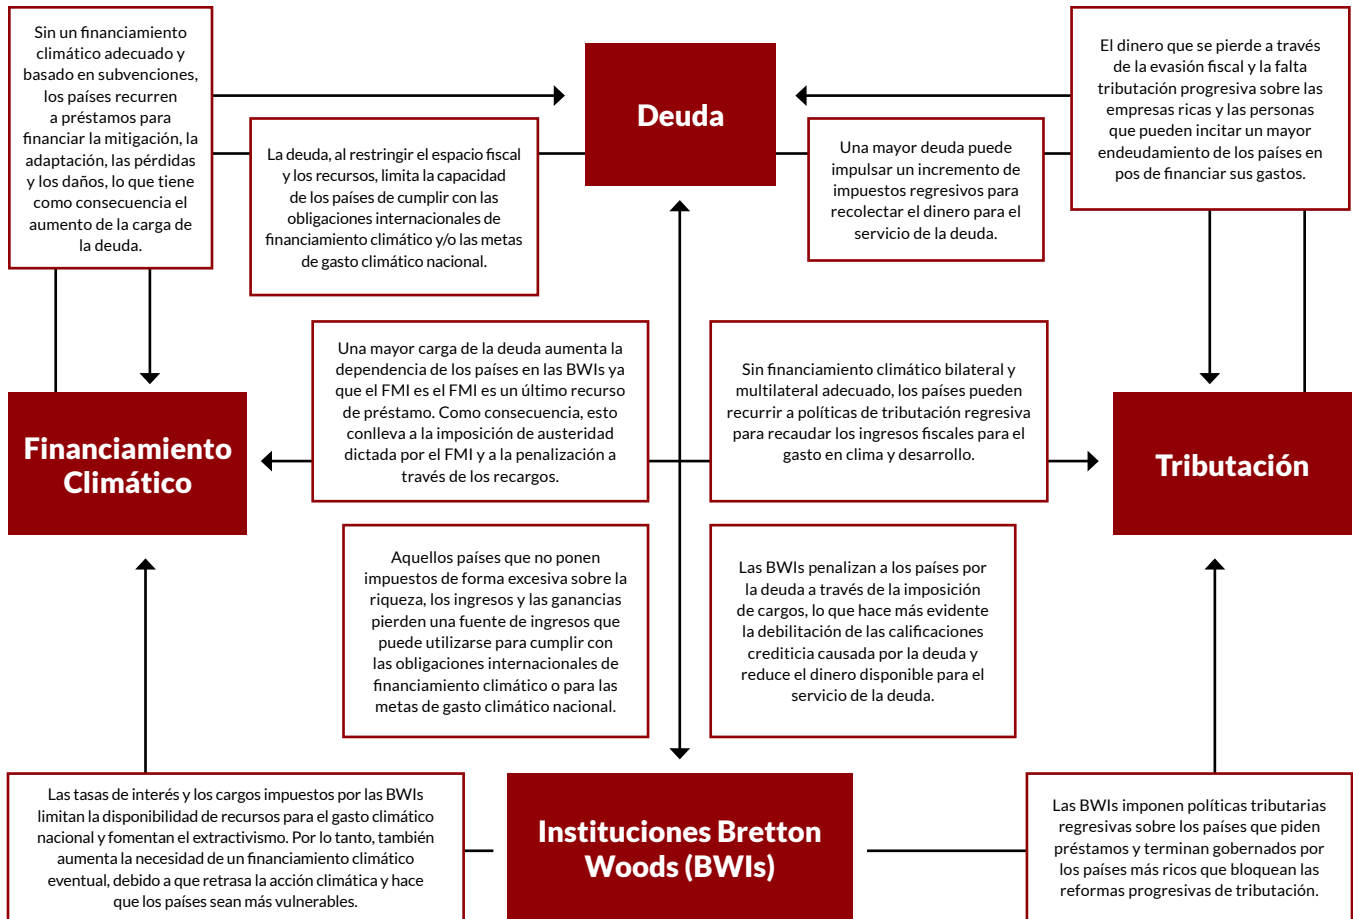 Sin un financiamiento
climático adecuado y
basado en subvenciones,
los países recurren
a préstamos para
financiar la mitigación, la
adaptación, las pérdidas
y los daños, lo que tiene
como consecuencia el
aumento de la carga de
la deuda.
Deuda
El dinero que se pierde a través
de la evasión fiscal y la falta
tributación progresiva sobre las
empresas ricas y las personas
que pueden incitar un mayor
endeudamiento de los países en
pos de financiar sus gastos.
La deuda, al restringir el espacio fiscal
y los recursos, limita la capacidad
de los países de cumplir con las
obligaciones internacionales de
financiamiento climático y/o las metas
de gasto climático nacional.
Una mayor deuda puede
impulsar un incremento de
impuestos regresivos para
recolectar el dinero para el
servicio de la deuda.
Una mayor carga de la deuda aumenta la
dependencia de los países en las BWIs ya
que el FMI es el FMI es un último recurso
de préstamo. Como consecuencia, esto
conlleva a la imposición de austeridad
dictada por el FMI y a la penalización a
través de los recargos.
Sin financiamiento climático bilateral y
multilateral adecuado, los países pueden
recurrir a políticas de tributación regresiva
para recaudar los ingresos fiscales para el
gasto en clima y desarrollo.
Financiamiento
Climático
Tributación
Aquellos países que no ponen
impuestos de forma excesiva sobre la
riqueza, los ingresos y las ganancias
pierden una fuente de ingresos que
puede utilizarse para cumplir con
las obligaciones internacionales de
financiamiento climático o para las
metas de gasto climático nacional.
Las BWIs penalizan a los países por
la deuda a través de la imposición
de cargos, lo que hace más evidente
la debilitación de las calificaciones
crediticia causada por la deuda y
reduce el dinero disponible para el
servicio de la deuda.
Las tasas de interés y los cargos impuestos por las BWIs
limitan la disponibilidad de recursos para el gasto climático
nacional y fomentan el extractivismo. Por lo tanto, también
aumenta la necesidad de un financiamiento climático
eventual, debido a que retrasa la acción climática y hace
que los países sean más vulnerables.
Instituciones Bretton
Woods (BWIs)
Las BWIs imponen políticas tributarias
regresivas sobre los países que piden
préstamos y terminan gobernados por
los países más ricos que bloquean las
reformas progresivas de tributación.